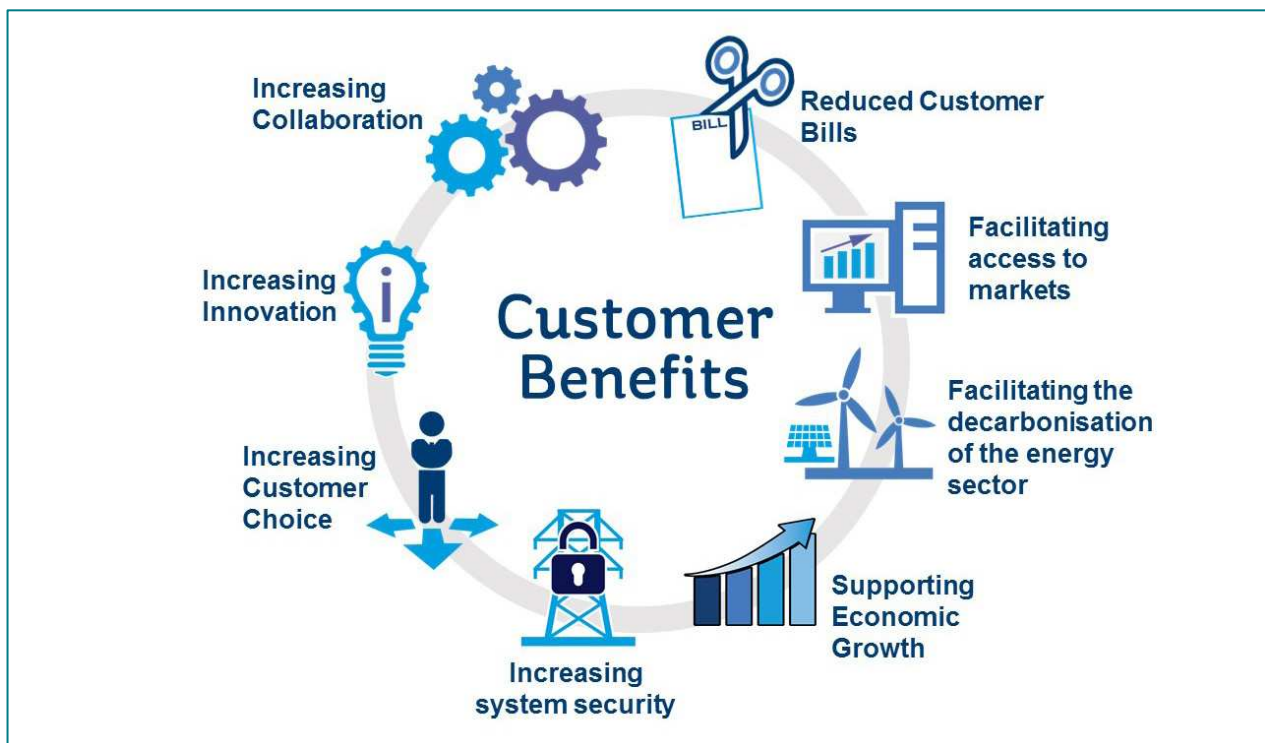 Increasing
Collaboration
BILL
Reduced Customer
Bills
Facilitating
access to
markets
Increasing
Innovation
i
Customer
Benefits
Facilitating the
decarbonisation
of the energy
sector
Increasing
Customer
Choice
Supporting
Economic
Growth
Increasing
system security